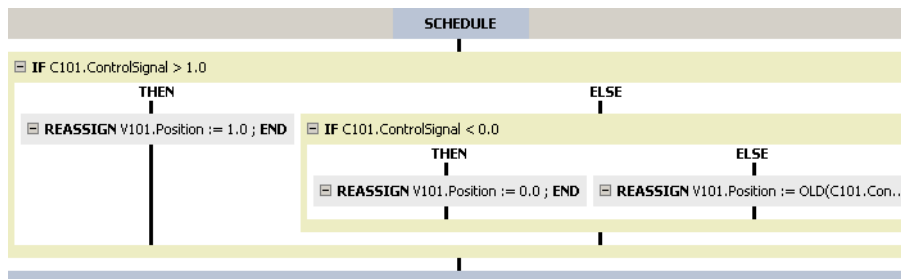 SCHEDULE
IF C101.ControlSignal > 1.0
THEN
ELSE
REASSIGN V101.Position := 1.0 ; END
IF C101.ControlSignal < 0.0
THEN
ELSE
REASSIGN V101.Position := 0.0 ; END
REASSIGN V101.Position := OLD(C101.Con...